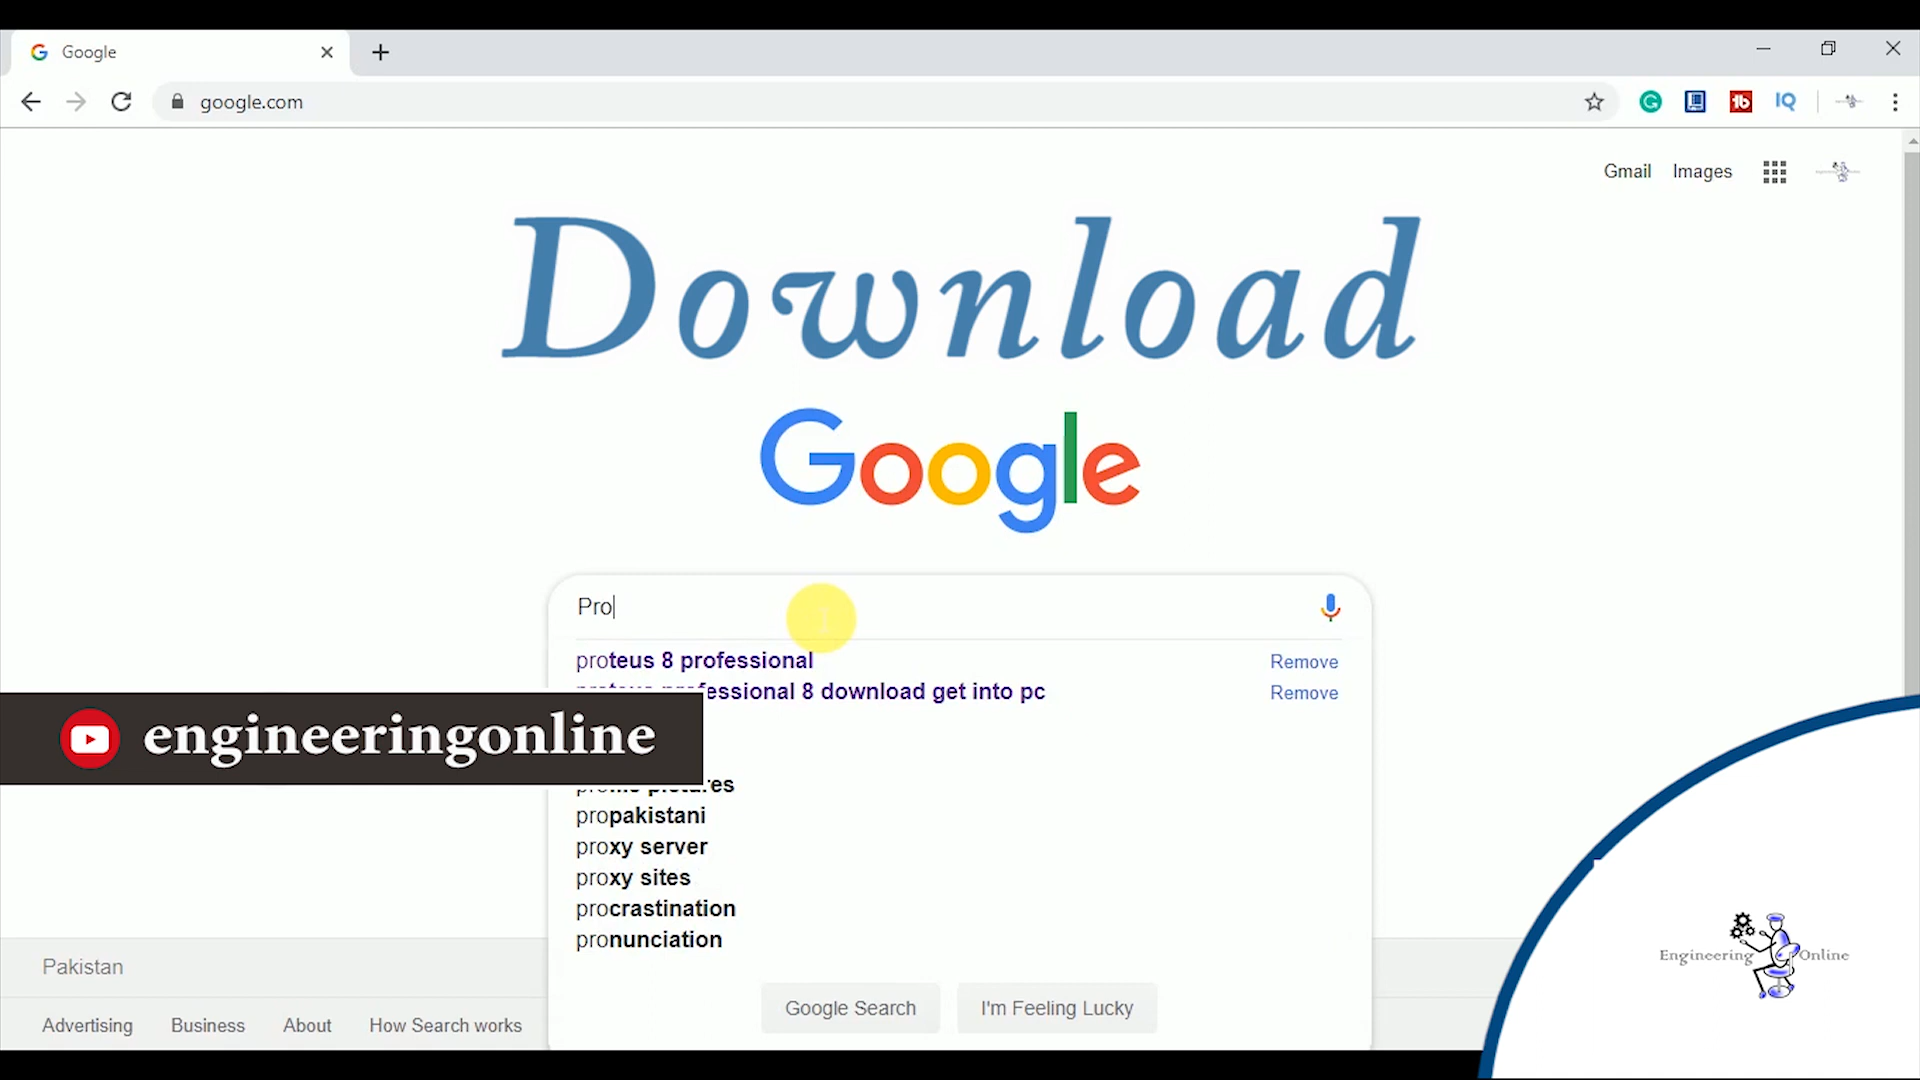 Google
google.com
Gmail Images
Download
Google
Pro
proteus 8 professional Remove
professional 8 download get into pc Remove
engineeringonline
pictures
propakistani
proxy server
proxy sites
procrastination
pronunciation
Pakistan
Google Search I'm Feeling Lucky
Advertising Business About How Search works
Engineering Online